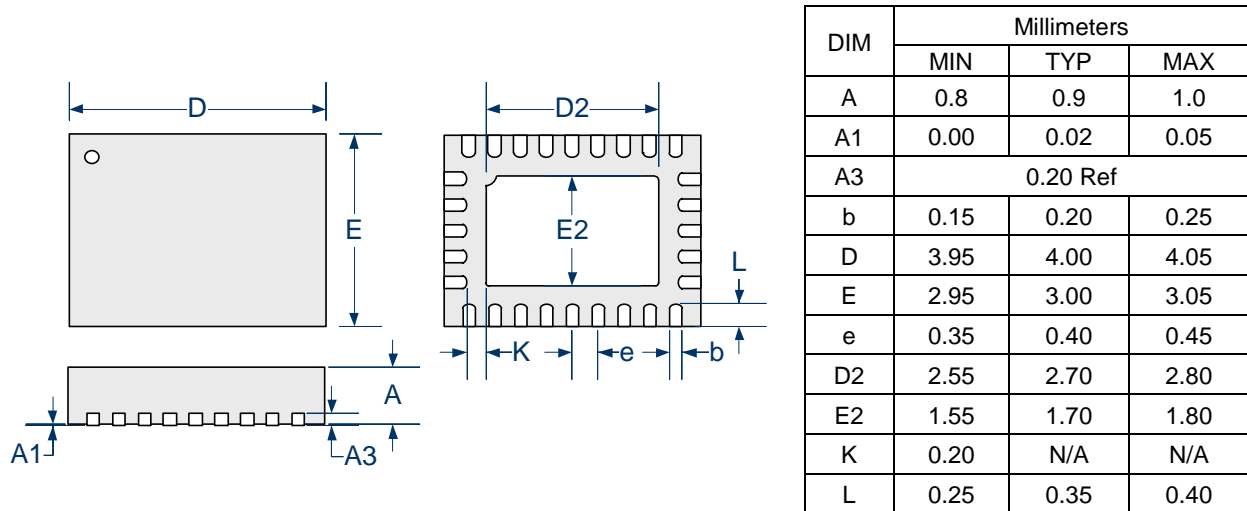 D
E
A
A1
A3
D2
E2
L
K
e
b
DIM Millimeters
MIN TYP MAX
A 0.8 0.9 1.0
A1 0.00 0.02 0.05
A3 0.20 Ref
b 0.15 0.20 0.25
D 3.95 4.00 4.05
E 2.95 3.00 3.05
e 0.35 0.40 0.45
D2 2.55 2.70 2.80
E2 1.55 1.70 1.80
K 0.20 N/A N/A
L 0.25 0.35 0.40